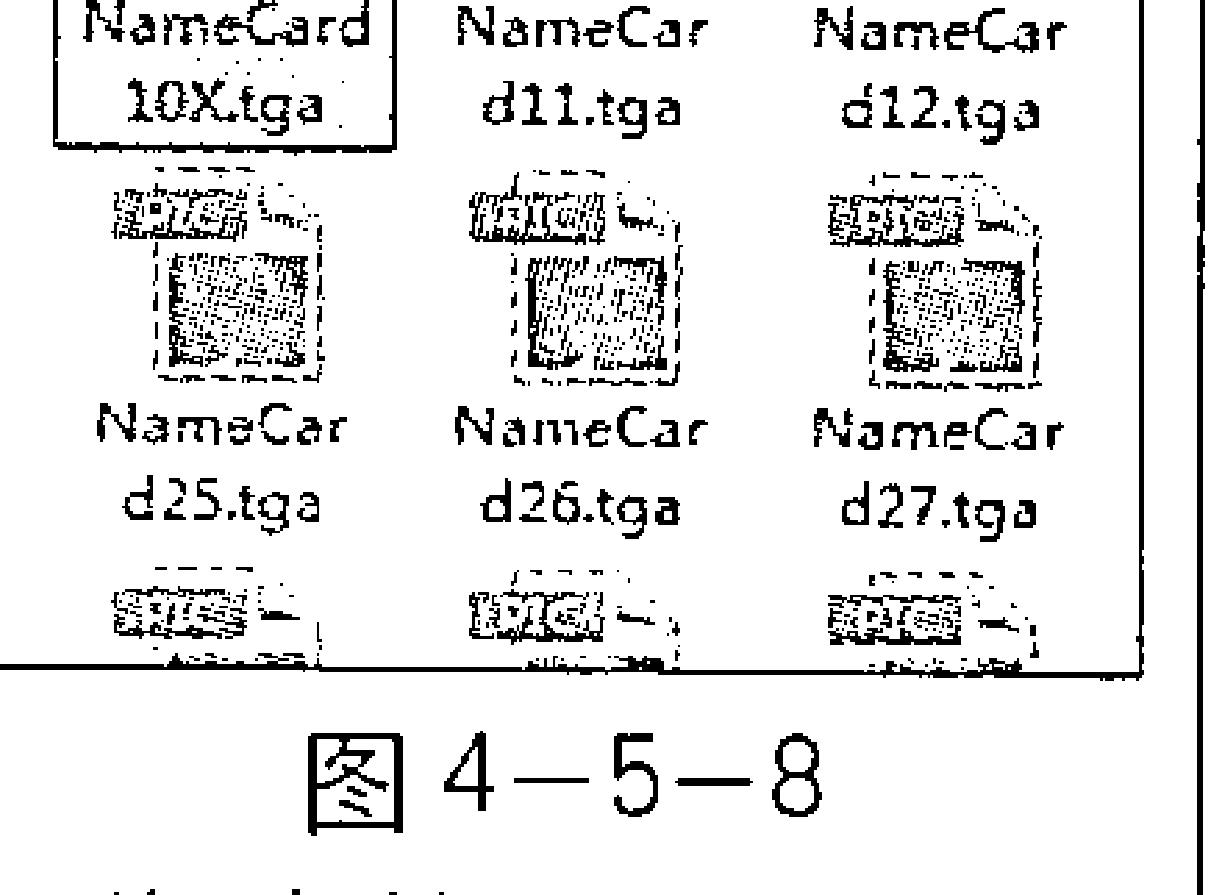 NameCard NameCar NameCar
10X.tga d11.tga d12.tga
NameCar NameCar NameCar
d25.tga d26.tga d27.tga
图 4-5-8